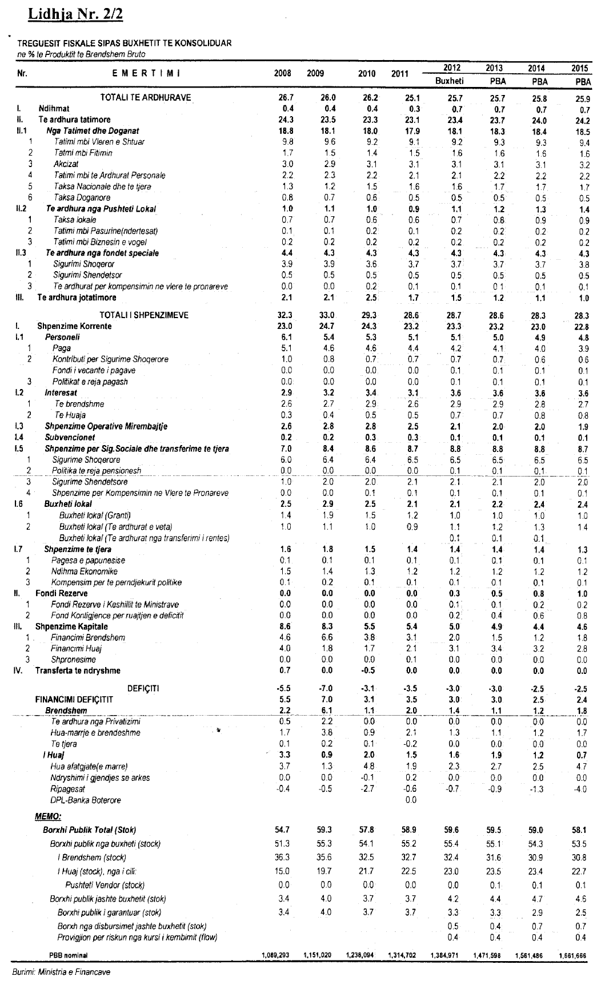 Lidhja Nr. 2/2
TREGUESIT FISKALE SIPAS BUXHETIT TE KONSOLIDUAR
ne % te Produktit te Brendshem Bruto
Nr. E M E R T I M I 2008 2009 2010 2011 2012 2013 2014 2015
Buxheti PBA PBA PBA
TOTALI TE ARDHURAVE 26.7 26.0 26.2 25.1 25.7 25.7 25.8 25.9
I. Ndihmat 0.4 0.4 0.4 0.3 0.7 0.7 0.7 0.7
II. Te ardhura tatimore 24.3 23.5 23.3 23.1 23.4 23.7 24.0 24.2
II.1 Nga Tatimet dhe Doganat 18.8 18.1 18.0 17.9 18.1 18.3 18.4 18.5
1 Tatimi mbi Vleren e Shtuar 9.8 9.6 9.2 9.1 9.2 9.3 9.3 9.4
2 Tatmi mbi Fitimin 1.7 1.5 1.4 1.5 1.6 1.6 1.6 1.6
3 Akcizat 3.0 2.9 3.1 3.1 3.1 3.1 3.1 3.2
4 Tatimi mbi te Ardhurat Personale 2.2 2.3 2.2 2.1 2.1 2.2 2.2 2.2
5 Taksa Nacionale dhe te tjera 1.3 1.2 1.5 1.6 1.6 1.7 1.7 1.7
6 Taksa Doganore 0.8 0.7 0.6 0.5 0.5 0.5 0.5 0.5
II.2 Te ardhura nga Pushteti Lokal 1.0 1.1 1.0 0.9 1.1 1.2 1.3 1.4
1 Taksa lokale 0.7 0.7 0.6 0.6 0.7 0.8 0.9 0.9
2 Tatimi mbi Pasurine(ndertesat) 0.1 0.1 0.2 0.1 0.2 0.2 0.2 0.2
3 Tatimi mbi Biznesin e vogel 0.2 0.2 0.2 0.2 0.2 0.2 0.2 0.2
II.3 Te ardhura nga fondet speciale 4.4 4.3 4.3 4.3 4.3 4.3 4.3 4.3
1 Sigurimi Shoqeror 3.9 3.9 3.6 3.7 3.7 3.7 3.7 3.8
2 Sigurimi Shendetsor 0.5 0.5 0.5 0.5 0.5 0.5 0.5 0.5
3 Te ardhurat per kompensimin ne vlere te pronareve 0.0 0.0 0.2 0.1 0.1 0.1 0.1 0.1
III. Te ardhura jotatimore 2.1 2.1 2.5 1.7 1.5 1.2 1.1 1.0
TOTALI I SHPENZIMEVE 32.3 33.0 29.3 28.6 28.7 28.6 28.3 28.3
I. Shpenzime Korrente 23.0 24.7 24.3 23.2 23.3 23.2 23.0 22.8
I.1 Personeli 6.1 5.4 5.3 5.1 5.1 5.0 4.9 4.8
1 Paga 5.1 4.6 4.6 4.4 4.2 4.1 4.0 3.9
2 Kontributi per Sigurime Shoqerore 1.0 0.8 0.7 0.7 0.7 0.7 0.6 0.6
Fondi i vecante i pagave 0.0 0.0 0.0 0.0 0.1 0.1 0.1 0.1
3 Politikat e reja pagash 0.0 0.0 0.0 0.0 0.1 0.1 0.1 0.1
I.2 Interesat 2.9 3.2 3.4 3.1 3.6 3.6 3.6 3.6
1 Te brendshme 2.6 2.7 2.9 2.6 2.9 2.9 2.8 2.7
2 Te Huaja 0.3 0.4 0.5 0.5 0.7 0.7 0.8 0.8
I.3 Shpenzime Operative Mirembajtje 2.6 2.8 2.8 2.5 2.1 2.0 2.0 1.9
I.4 Subvencionet 0.2 0.2 0.3 0.3 0.1 0.1 0.1 0.1
I.5 Shpenzime per Sig.Sociale dhe transferime te tjera 7.0 8.4 8.6 8.7 8.8 8.8 8.8 8.7
1 Sigurime Shoqerore 6.0 6.4 6.4 6.5 6.5 6.5 6.5 6.5
2 Politika te reja pensionesh 0.0 0.0 0.0 0.0 0.1 0.1 0.1 0.1
3 Sigurime Shendetsore 1.0 2.0 2.0 2.1 2.1 2.1 2.0 2.0
4 Shpenzime per Kompensimin ne Vlere te Pronareve 0.0 0.0 0.1 0.1 0.1 0.1 0.1 0.1
I.6 Buxheti lokal 2.5 2.9 2.5 2.1 2.1 2.2 2.4 2.4
1 Buxheti lokal (Granti) 1.4 1.9 1.5 1.2 1.0 1.0 1.0 1.0
2 Buxheti lokal (Te ardhurat e veta) 1.0 1.1 1.0 0.9 1.1 1.2 1.3 1.4
Buxheti lokal (Te ardhurat nga transferimi i rentes) 0.1 0.1 0.1
I.7 Shpenzime te tjera 1.6 1.8 1.5 1.4 1.4 1.4 1.4 1.3
1 Pagesa e papunesise 0.1 0.1 0.1 0.1 0.1 0.1 0.1 0.1
2 Ndihma Ekonomike 1.5 1.4 1.3 1.2 1.2 1.2 1.2 1.2
3 Kompensim per te perndjekurit politike 0.1 0.2 0.1 0.1 0.1 0.1 0.1 0.1
II. Fondi Rezerve 0.0 0.0 0.0 0.0 0.3 0.5 0.8 1.0
1 Fondi Rezerve i Keshillit te Ministrave 0.0 0.0 0.0 0.0 0.1 0.1 0.2 0.2
2 Fond Kontigjence per ruajtjen e deficitit 0.0 0.0 0.0 0.0 0.2 0.4 0.6 0.8
III. Shpenzime Kapitale 8.6 8.3 5.5 5.4 5.0 4.9 4.4 4.6
1 Financimi Brendshem 4.6 6.6 3.8 3.1 2.0 1.5 1.2 1.8
2 Financimi Huaj 4.0 1.8 1.7 2.1 3.1 3.4 3.2 2.8
3 Shpronesime 0.0 0.0 0.0 0.1 0.0 0.0 0.0 0.0
IV. Transferta te ndryshme 0.7 0.0 -0.5 0.0 0.0 0.0 0.0 0.0
DEFIÇITI -5.5 -7.0 -3.1 -3.5 -3.0 -3.0 -2.5 -2.5
FINANCIMI DEFIÇITIT 5.5 7.0 3.1 3.5 3.0 3.0 2.5 2.4
Brendshem 2.2 6.1 1.1 2.0 1.4 1.1 1.2 1.8
Te ardhura nga Privatizimi 0.5 2.2 0.0 0.0 0.0 0.0 0.0 0.0
Hua-marrje e brendeshme 1.7 3.8 0.9 2.1 1.3 1.1 1.2 1.7
Te tjera 0.1 0.2 0.1 -0.2 0.0 0.0 0.0 0.0
I Huaj 3.3 0.9 2.0 1.5 1.6 1.9 1.2 0.7
Hua afatgjate(e marre) 3.7 1.3 4.8 1.9 2.3 2.7 2.5 4.7
Ndryshimi i gjendjes se arkes 0.0 0.0 -0.1 0.2 0.0 0.0 0.0 0.0
Ripagesat -0.4 -0.5 -2.7 -0.6 -0.7 -0.9 -1.3 -4.0
DPL-Banka Boterore 0.0
MEMO:
Borxhi Publik Total (Stok) 54.7 59.3 57.8 58.9 59.6 59.5 59.0 58.1
Borxhi publik nga buxheti (stock) 51.3 55.3 54.1 55.2 55.4 55.1 54.3 53.5
I Brendshem (stock) 36.3 35.6 32.5 32.7 32.4 31.6 30.9 30.8
I Huaj (stock), nga i cili: 15.0 19.7 21.7 22.5 23.0 23.5 23.4 22.7
Pushteti Vendor (stock) 0.0 0.0 0.0 0.0 0.0 0.1 0.1 0.1
Borxhi publik jashte buxhetit (stok) 3.4 4.0 3.7 3.7 4.2 4.4 4.7 4.6
Borxhi publik i garantuar (stok) 3.4 4.0 3.7 3.7 3.3 3.3 2.9 2.5
Borxh nga disbursimet jashte buxhetit (stok) 0.5 0.4 0.7 0.7
Provigjion per riskun nga kursi i kembimit (flow) 0.4 0.4 0.4 0.4
PBB nominal 1,089,293 1,151,020 1,238,094 1,314,702 1,384,971 1,471,598 1,561,486 1,661,666
Burimi: Ministria e Financave